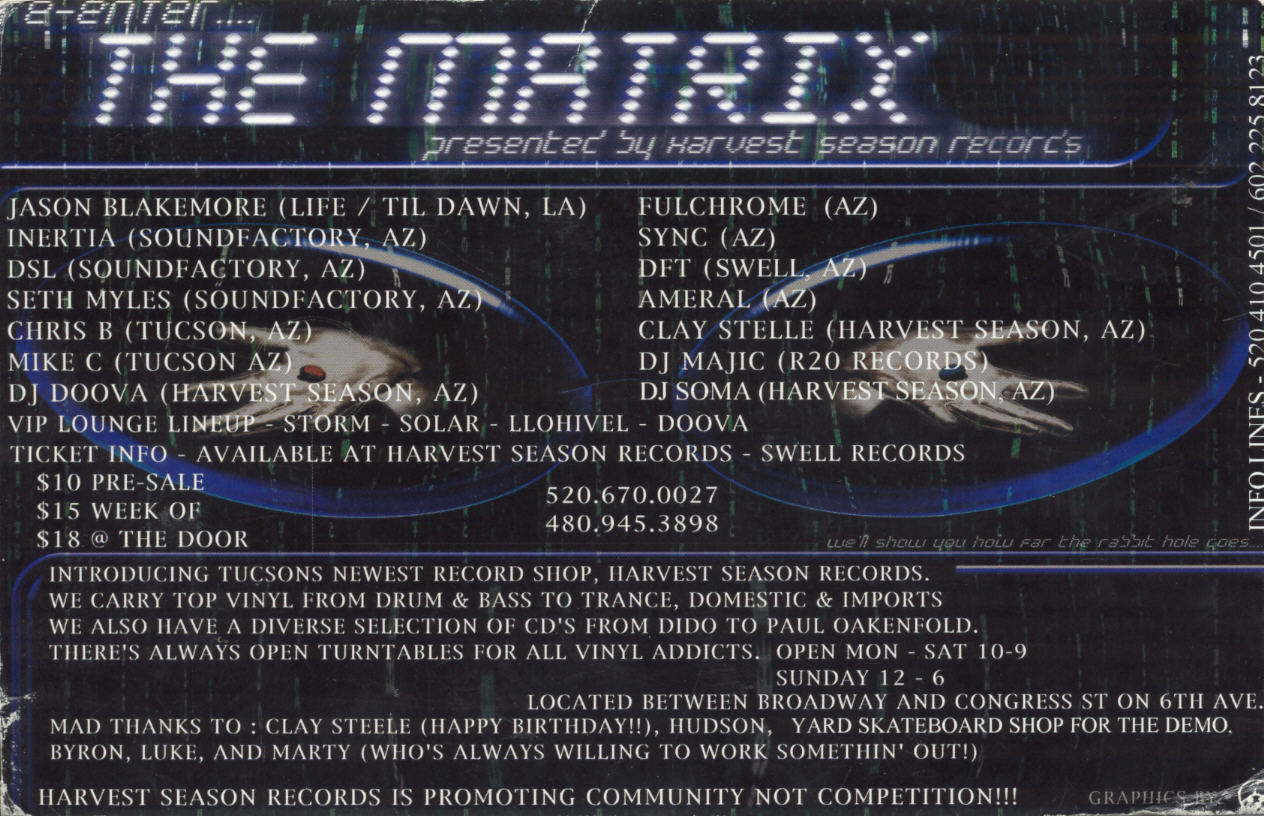 e-enter....
THE MATRIX
presented by harvest season records
JASON BLAKEMORE (LIFE / TIL DAWN, LA)
INERTIA (SOUNDFACTORY, AZ)
DSL (SOUNDFACTORY, AZ)
SETH MYLES (SOUNDFACTORY, AZ)
CHRIS B (TUCSON, AZ)
MIKE C (TUCSON AZ)
DJ DOOVA (HARVEST SEASON, AZ)
FULCHROME (AZ)
SYNC (AZ)
DFT (SWELL, AZ)
AMERAL (AZ)
CLAY STELLE (HARVEST SEASON, AZ)
DJ MAJIC (R20 RECORDS)
DJ SOMA (HARVEST SEASON, AZ)
VIP LOUNGE LINEUP - STORM - SOLAR - LLOHIVEL - DOOVA
TICKET INFO - AVAILABLE AT HARVEST SEASON RECORDS - SWELL RECORDS
$10 PRE-SALE
$15 WEEK OF
$18 @ THE DOOR
520.670.0027
480.945.3898
INFO LINES - 520 410 4501 / 602 225 8123
we'll show you how far the rabbit hole goes...
INTRODUCING TUCSONS NEWEST RECORD SHOP, HARVEST SEASON RECORDS.
WE CARRY TOP VINYL FROM DRUM & BASS TO TRANCE, DOMESTIC & IMPORTS
WE ALSO HAVE A DIVERSE SELECTION OF CD'S FROM DIDO TO PAUL OAKENFOLD.
THERE'S ALWAYS OPEN TURNTABLES FOR ALL VINYL ADDICTS. OPEN MON - SAT 10-9
SUNDAY 12 - 6
LOCATED BETWEEN BROADWAY AND CONGRESS ST ON 6TH AVE.
MAD THANKS TO : CLAY STEELE (HAPPY BIRTHDAY!!), HUDSON, YARD SKATEBOARD SHOP FOR THE DEMO,
BYRON, LUKE, AND MARTY (WHO'S ALWAYS WILLING TO WORK SOMETHIN' OUT!)
HARVEST SEASON RECORDS IS PROMOTING COMMUNITY NOT COMPETITION!!!
GRAPHICS BY: